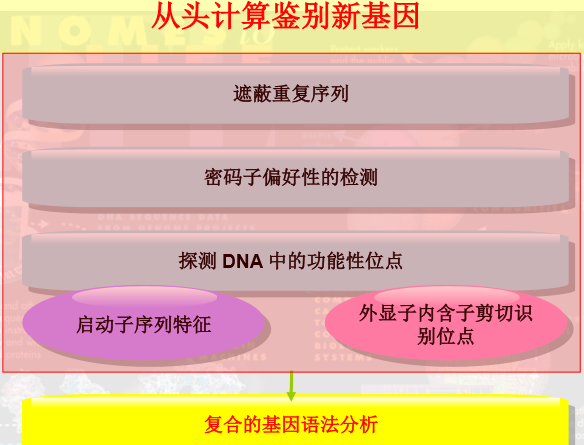 从头计算鉴别新基因
遮蔽重复序列
密码子偏好性的检测
探测 DNA 中的功能性位点
启动子序列特征
外显子内含子剪切识
别位点
复合的基因语法分析